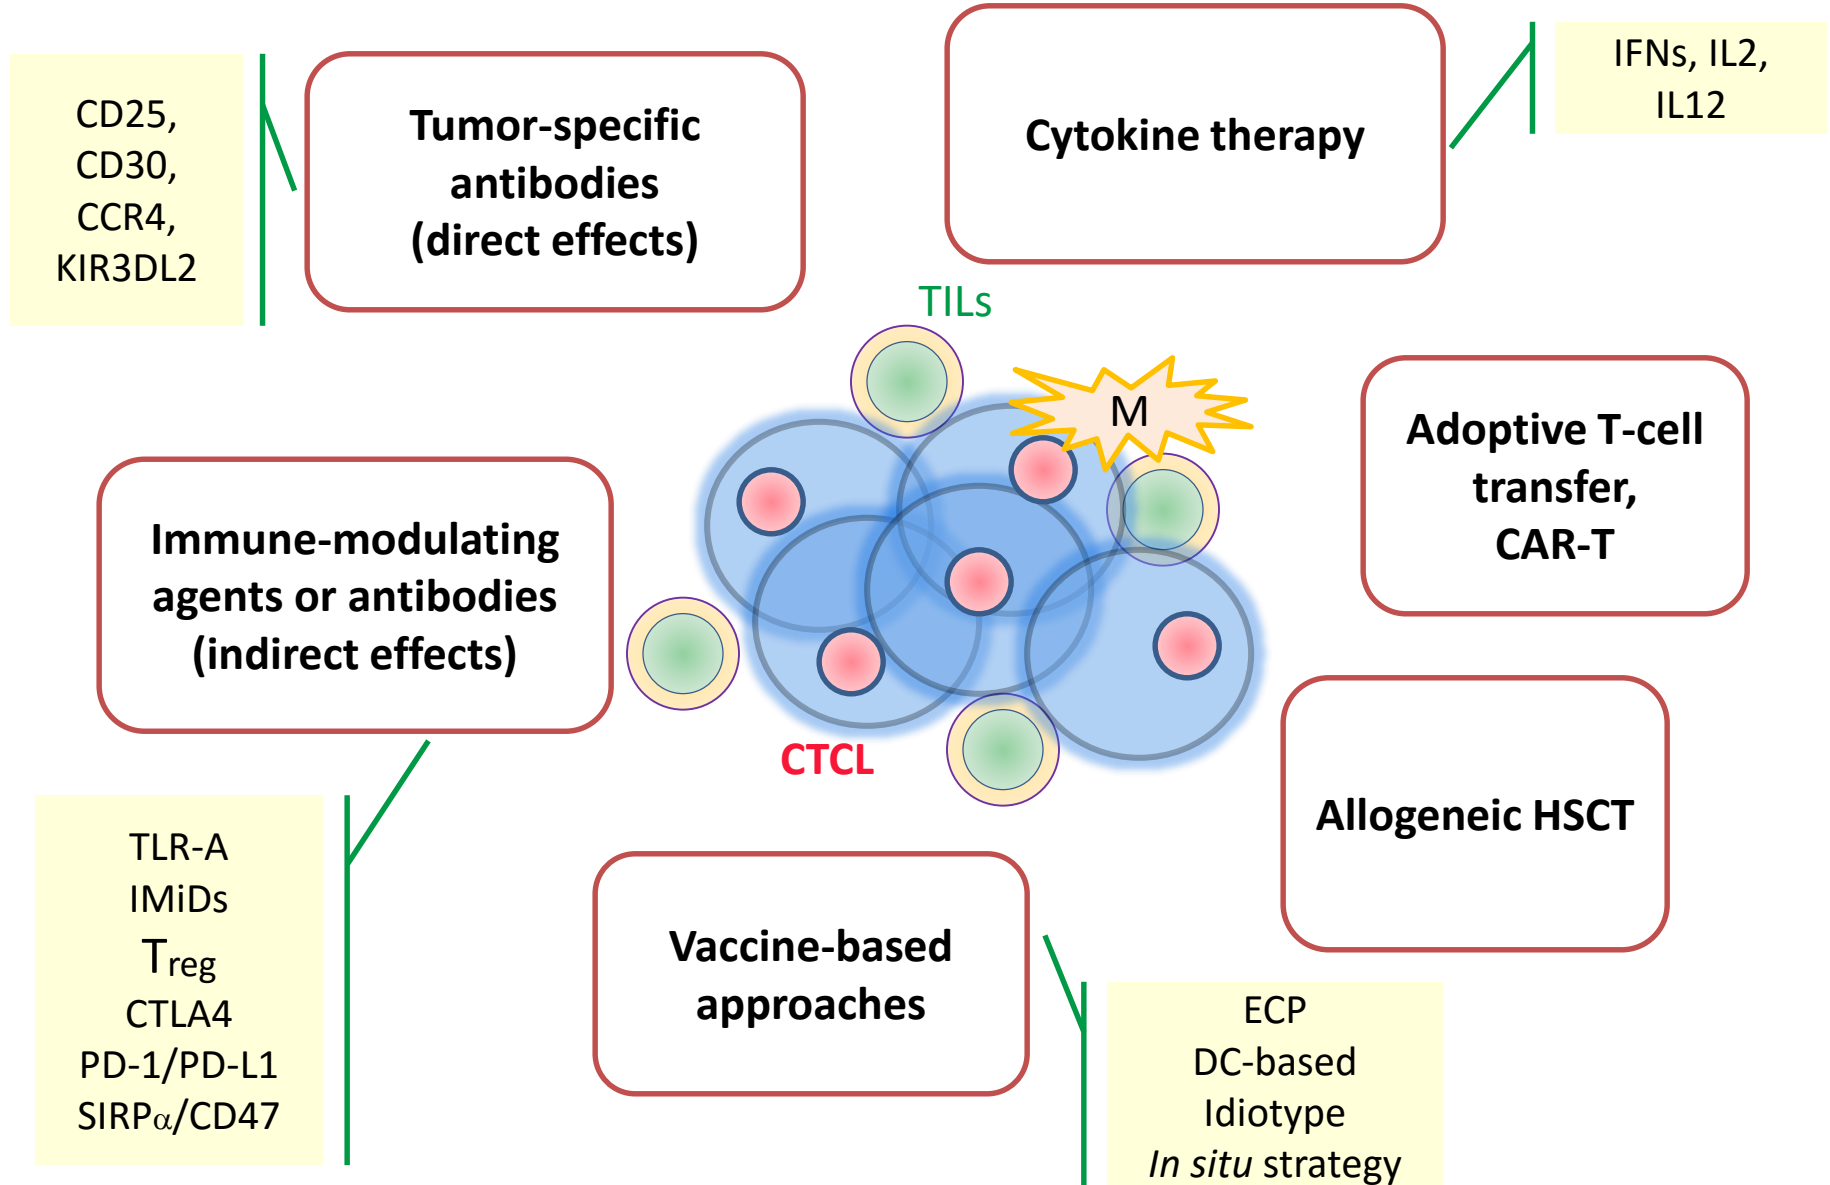 CD25,
CD30,
CCR4,
KIR3DL2
Tumor-specific
antibodies
(direct effects)
Cytokine therapy
IFNs, IL2,
IL12
TILs
M
Adoptive T-cell
transfer,
CAR-T
Immune-modulating
agents or antibodies
(indirect effects)
CTCL
Allogeneic HSCT
TLR-A
IMiDs
Treg
CTLA4
PD-1/PD-L1
SIRPα/CD47
Vaccine-based
approaches
ECP
DC-based
Idiotype
In situ strategy